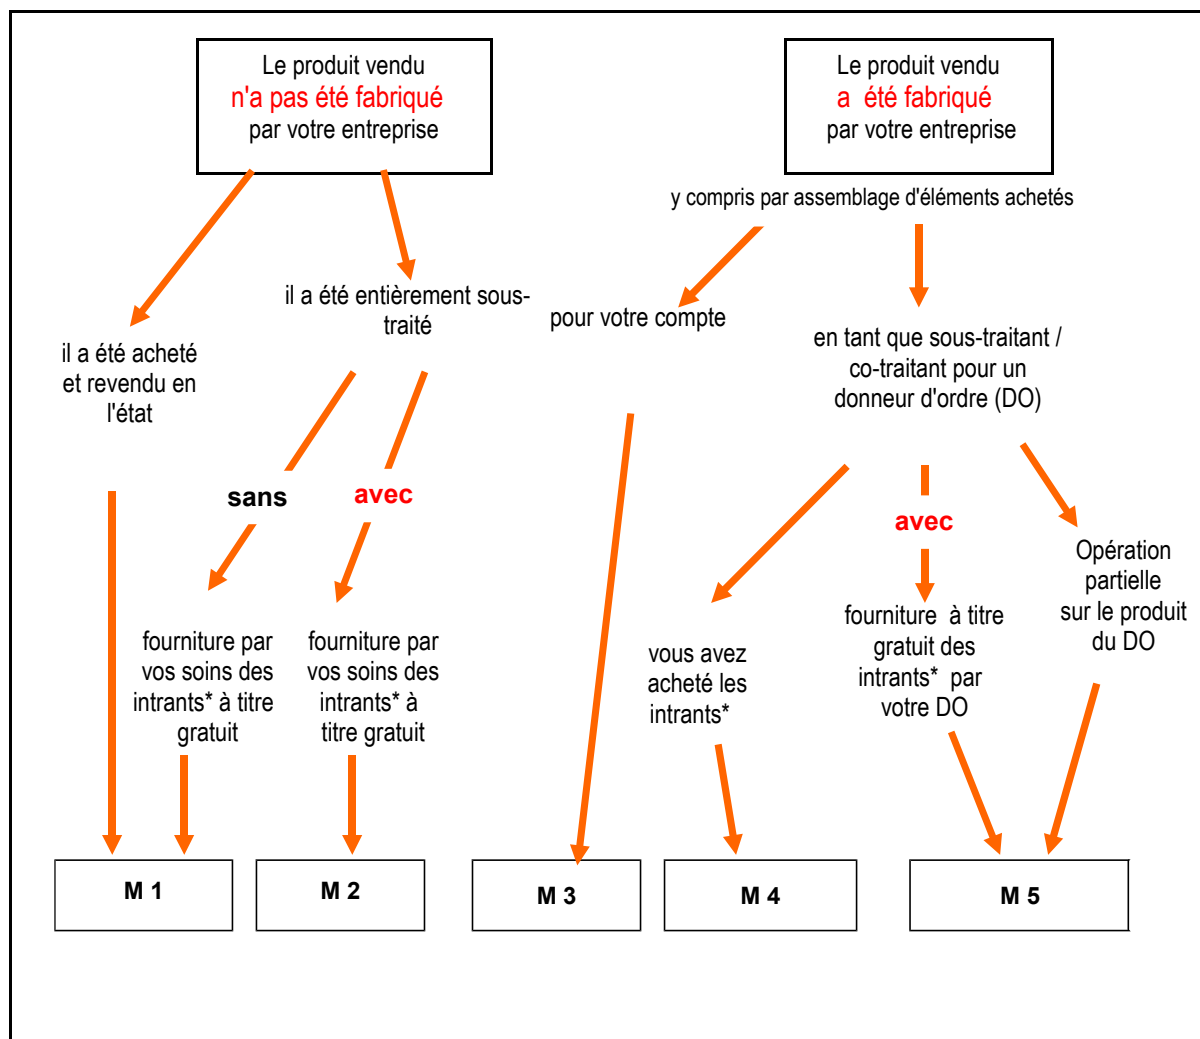 Le produit vendu
n'a pas été fabriqué
par votre entreprise
Le produit vendu
a été fabriqué
par votre entreprise
y compris par assemblage d'éléments achetés
il a été entièrement sous-
traité
il a été acheté
et revendu en
l'état
pour votre compte
en tant que sous-traitant /
co-traitant pour un
donneur d'ordre (DO)
sans
avec
avec
fourniture par
vos soins des
intrants* à titre
gratuit
fourniture par
vos soins des
intrants* à
titre gratuit
vous avez
acheté les
intrants*
fourniture à titre
gratuit des
intrants* par
votre DO
Opération
partielle
sur le produit
du DO
M 1
M 2
M 3
M 4
M 5